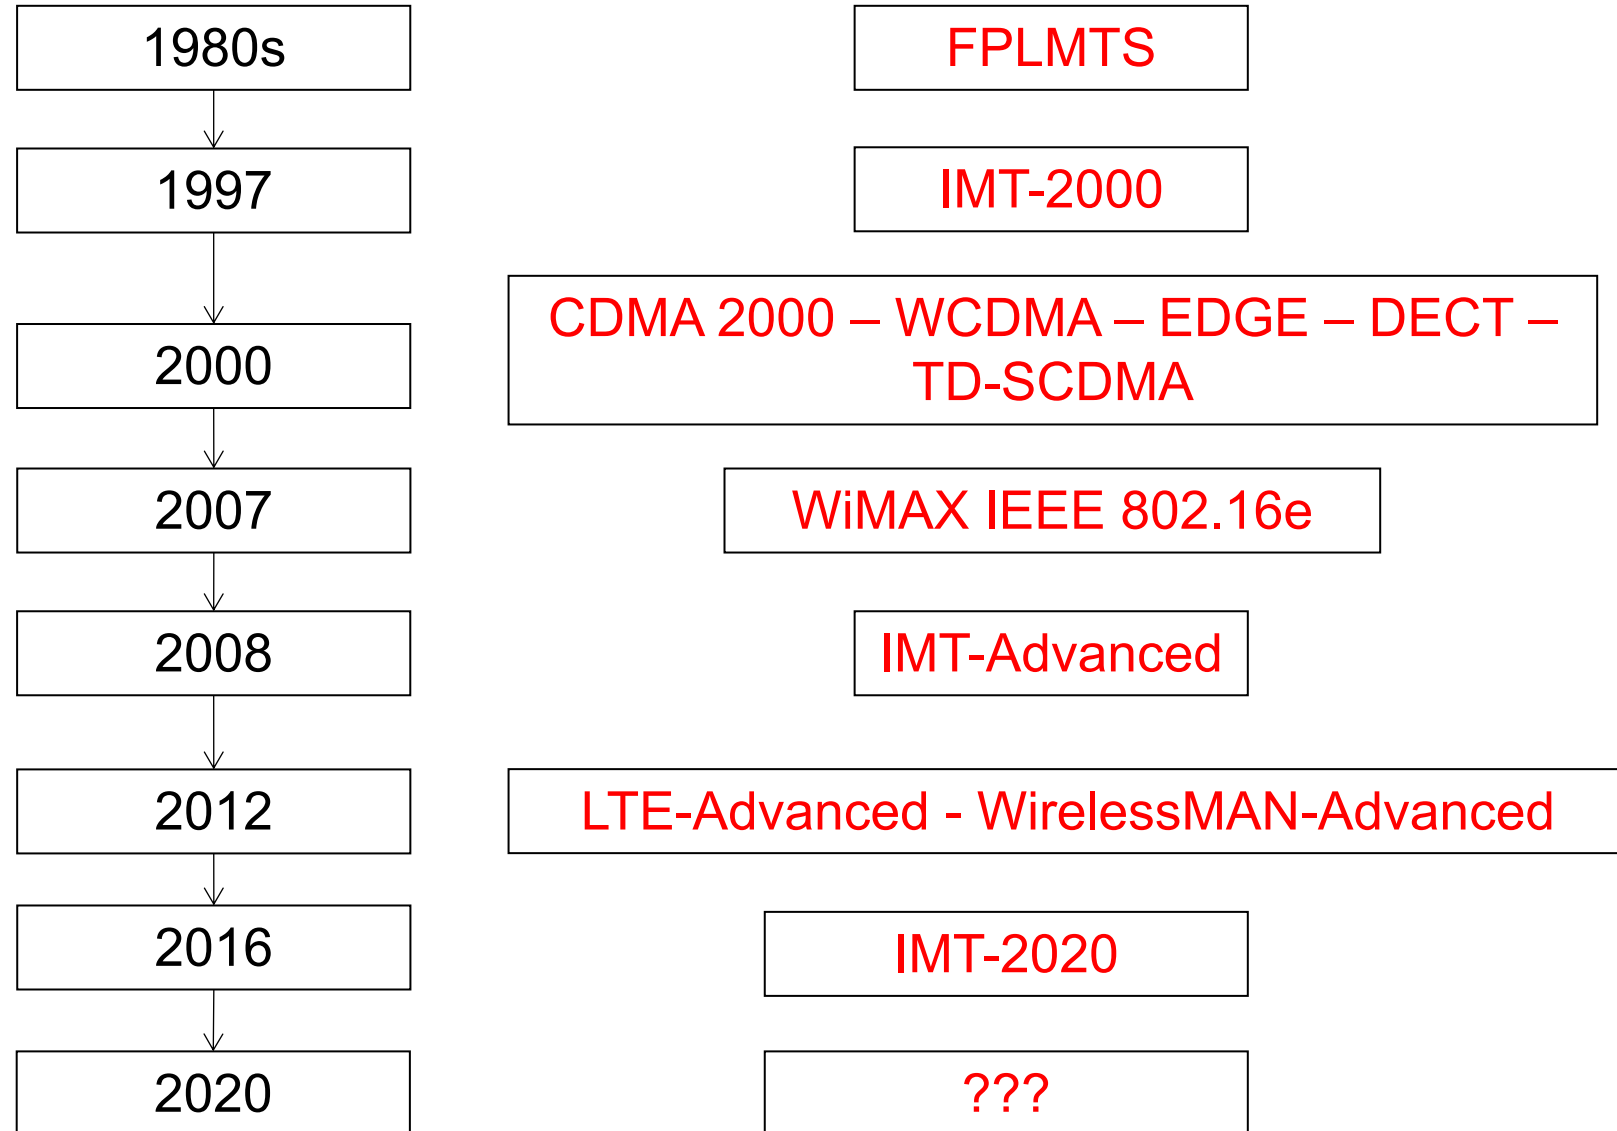 1980s
FPLMTS
1997
IMT-2000
2000
CDMA 2000 – WCDMA – EDGE – DECT –
TD-SCDMA
2007
WiMAX IEEE 802.16e
2008
IMT-Advanced
2012
LTE-Advanced - WirelessMAN-Advanced
2016
IMT-2020
2020
???